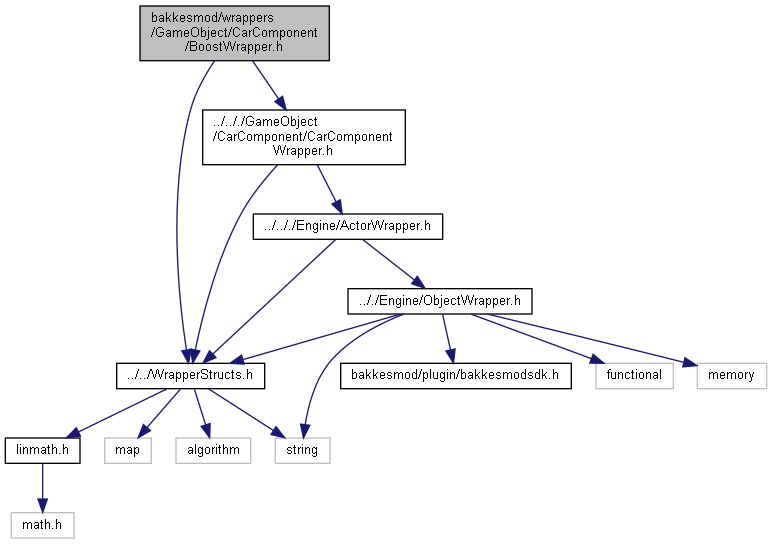 bakkesmod/wrappers
/GameObject/CarComponent
/BoostWrapper.h
../.././GameObject
/CarComponent/CarComponent
Wrapper.h
../.././Engine/ActorWrapper.h
.././Engine/ObjectWrapper.h
../../WrapperStructs.h
bakkesmod/plugin/bakkesmodsdk.h
functional
memory
linmath.h
map
algorithm
string
math.h